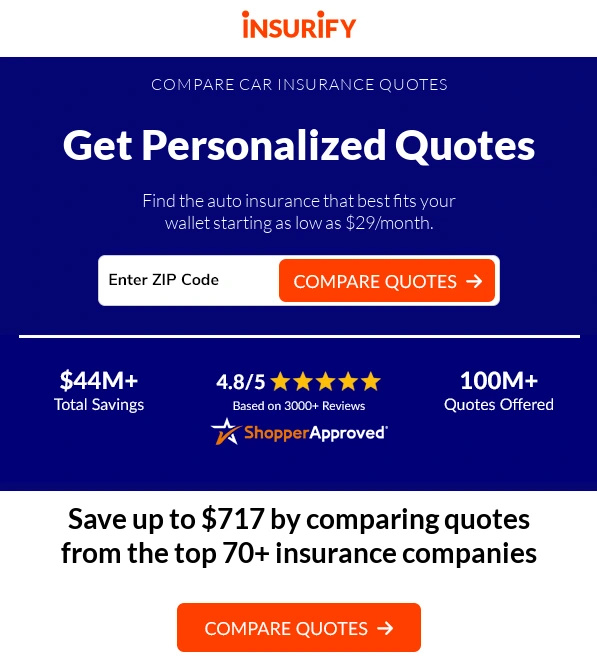 INSURIFY
COMPARE CAR INSURANCE QUOTES
Get Personalized Quotes
Find the auto insurance that best fits your
wallet starting as low as $29/month.
Enter ZIP Code
COMPARE QUOTES →
$44M+
Total Savings
4.8/5
Based on 3000+ Reviews
ShopperApproved
100M+
Quotes Offered
Save up to $717 by comparing quotes
from the top 70+ insurance companies
COMPARE QUOTES →